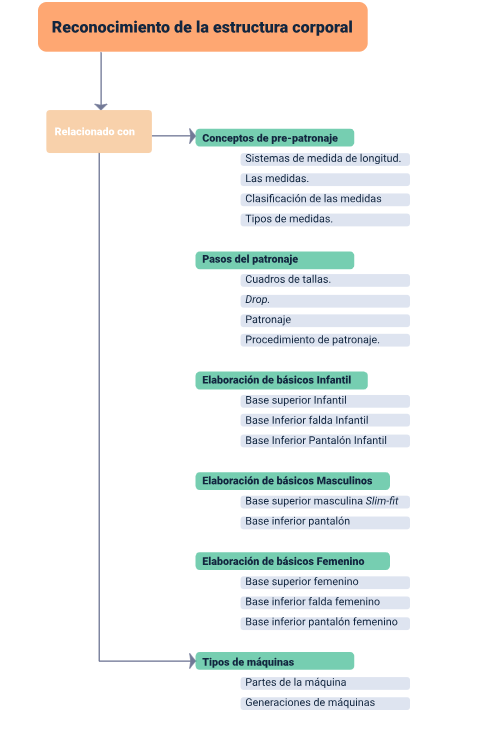 Reconocimiento de la estructura corporal
Relacionado con
Conceptos de pre-patronaje
Sistemas de medida de longitud.
Las medidas.
Clasificación de las medidas
Tipos de medidas.
Pasos del patronaje
Cuadros de tallas.
Drop.
Patronaje
Procedimiento de patronaje.
Elaboración de básicos Infantil
Base superior Infantil
Base Inferior falda Infantil
Base Inferior Pantalón Infantil
Elaboración de básicos Masculinos
Base superior masculina Slim-fit
Base inferior pantalón
Elaboración de básicos Femenino
Base superior femenino
Base inferior falda femenino
Base inferior pantalón femenino
Tipos de máquinas
Partes de la máquina
Generaciones de máquinas